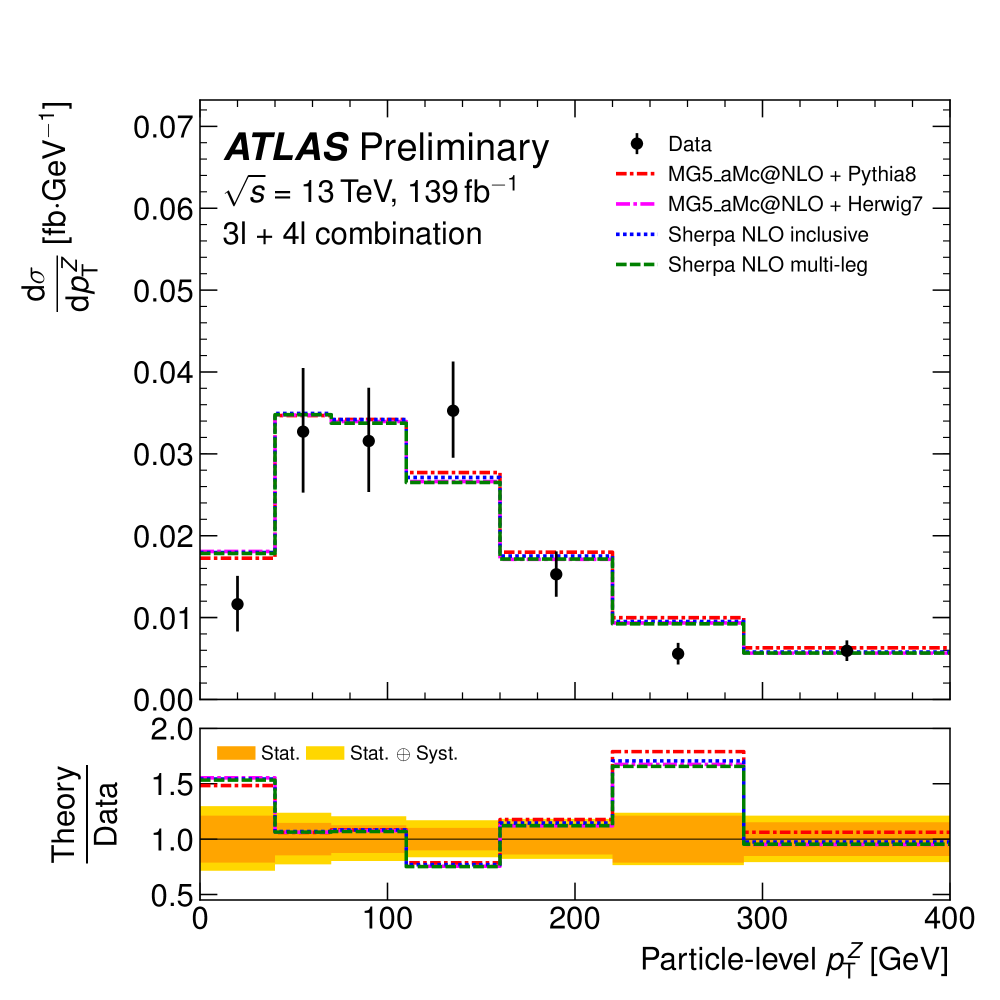 dσ
dp_T^Z [fb·GeV⁻¹]
0.07
0.06
0.05
0.04
0.03
0.02
0.01
0.00
ATLAS Preliminary
√s = 13 TeV, 139 fb⁻¹
3l + 4l combination
Data
MG5_aMc@NLO + Pythia8
MG5_aMc@NLO + Herwig7
Sherpa NLO inclusive
Sherpa NLO multi-leg
Theory
Data
2.0
1.5
1.0
0.5
Stat. Stat. ⊕ Syst.
0 100 200 300 400
Particle-level p_T^Z [GeV]